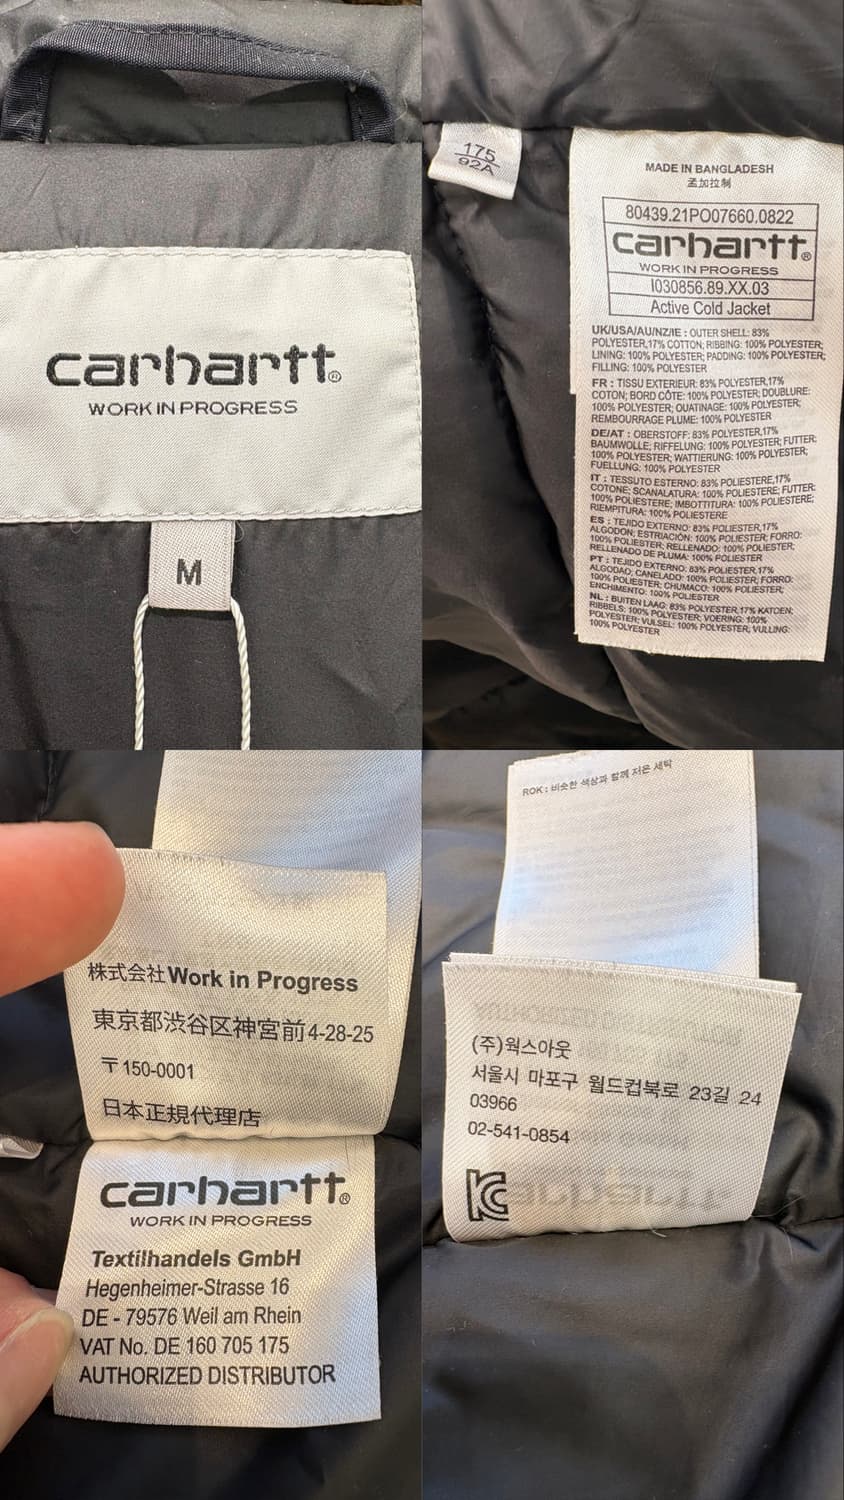 carhartt®
WORK IN PROGRESS
M
175
92A
MADE IN BANGLADESH
孟加拉制
80439.21PO07660.0822
carhartt®
WORK IN PROGRESS
I030856.89.XX.03
Active Cold Jacket
UK/USA/AU/NZ/IE : OUTER SHELL: 83%
POLYESTER,17% COTTON; RIBBING: 100% POLYESTER;
LINING: 100% POLYESTER; PADDING: 100% POLYESTER;
FILLING: 100% POLYESTER
FR : TISSU EXTERIEUR: 83% POLYESTER,17%
COTON; BORD CÔTE: 100% POLYESTER; DOUBLURE:
100% POLYESTER; OUATINAGE: 100% POLYESTER;
REMBOURRAGE PLUME: 100% POLYESTER
DE/AT : OBERSTOFF: 83% POLYESTER,17%
BAUMWOLLE; RIFFELUNG: 100% POLYESTER; FUTTER:
100% POLYESTER; WATTIERUNG: 100% POLYESTER;
FUELLUNG: 100% POLYESTER
IT : TESSUTO ESTERNO: 83% POLIESTERE,17%
COTONE; SCANALATURA: 100% POLIESTERE; FUTTER:
100% POLIESTERE; IMBOTTITURA: 100% POLIESTERE;
RIEMPITURA: 100% POLIESTERE
ES : TEJIDO EXTERNO: 83% POLIESTER,17%
ALGODON; ESTRIACIÓN: 100% POLIESTER; FORRO:
100% POLIESTER; RELLENADO: 100% POLIESTER;
RELLENADO DE PLUMA: 100% POLIESTER
PT : TEJIDO EXTERNO: 83% POLIESTER,17%
ALGODAO; CANELADO: 100% POLIESTER; FORRO:
100% POLIESTER; CHUMACO: 100% POLIESTER;
ENCHIMENTO: 100% POLIESTER
NL : BUITEN LAAG: 83% POLYESTER,17% KATOEN;
RIBBELS: 100% POLYESTER; VOERING: 100%
POLYESTER; VULSEL: 100% POLYESTER; VULLING:
100% POLYESTER
株式会社Work in Progress
東京都渋谷区神宮前4-28-25
〒150-0001
日本正規代理店
carhartt®
WORK IN PROGRESS
Textilhandels GmbH
Hegenheimer-Strasse 16
DE - 79576 Weil am Rhein
VAT No. DE 160 705 175
AUTHORIZED DISTRIBUTOR
ROK : 비슷한 색상과 함께 저온 세탁
(주)웍스아웃
서울시 마포구 월드컵북로 23길 24
03966
02-541-0854